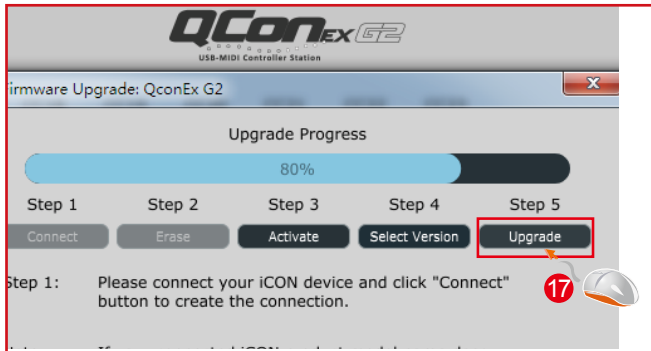 QCon EX G2
USB-MIDI Controller Station
Firmware Upgrade: QconEx G2
X
Upgrade Progress
80%
Step 1 Step 2 Step 3 Step 4 Step 5
Connect Erase Activate Select Version Upgrade
Step 1: Please connect your iCON device and click "Connect"
button to create the connection.
17